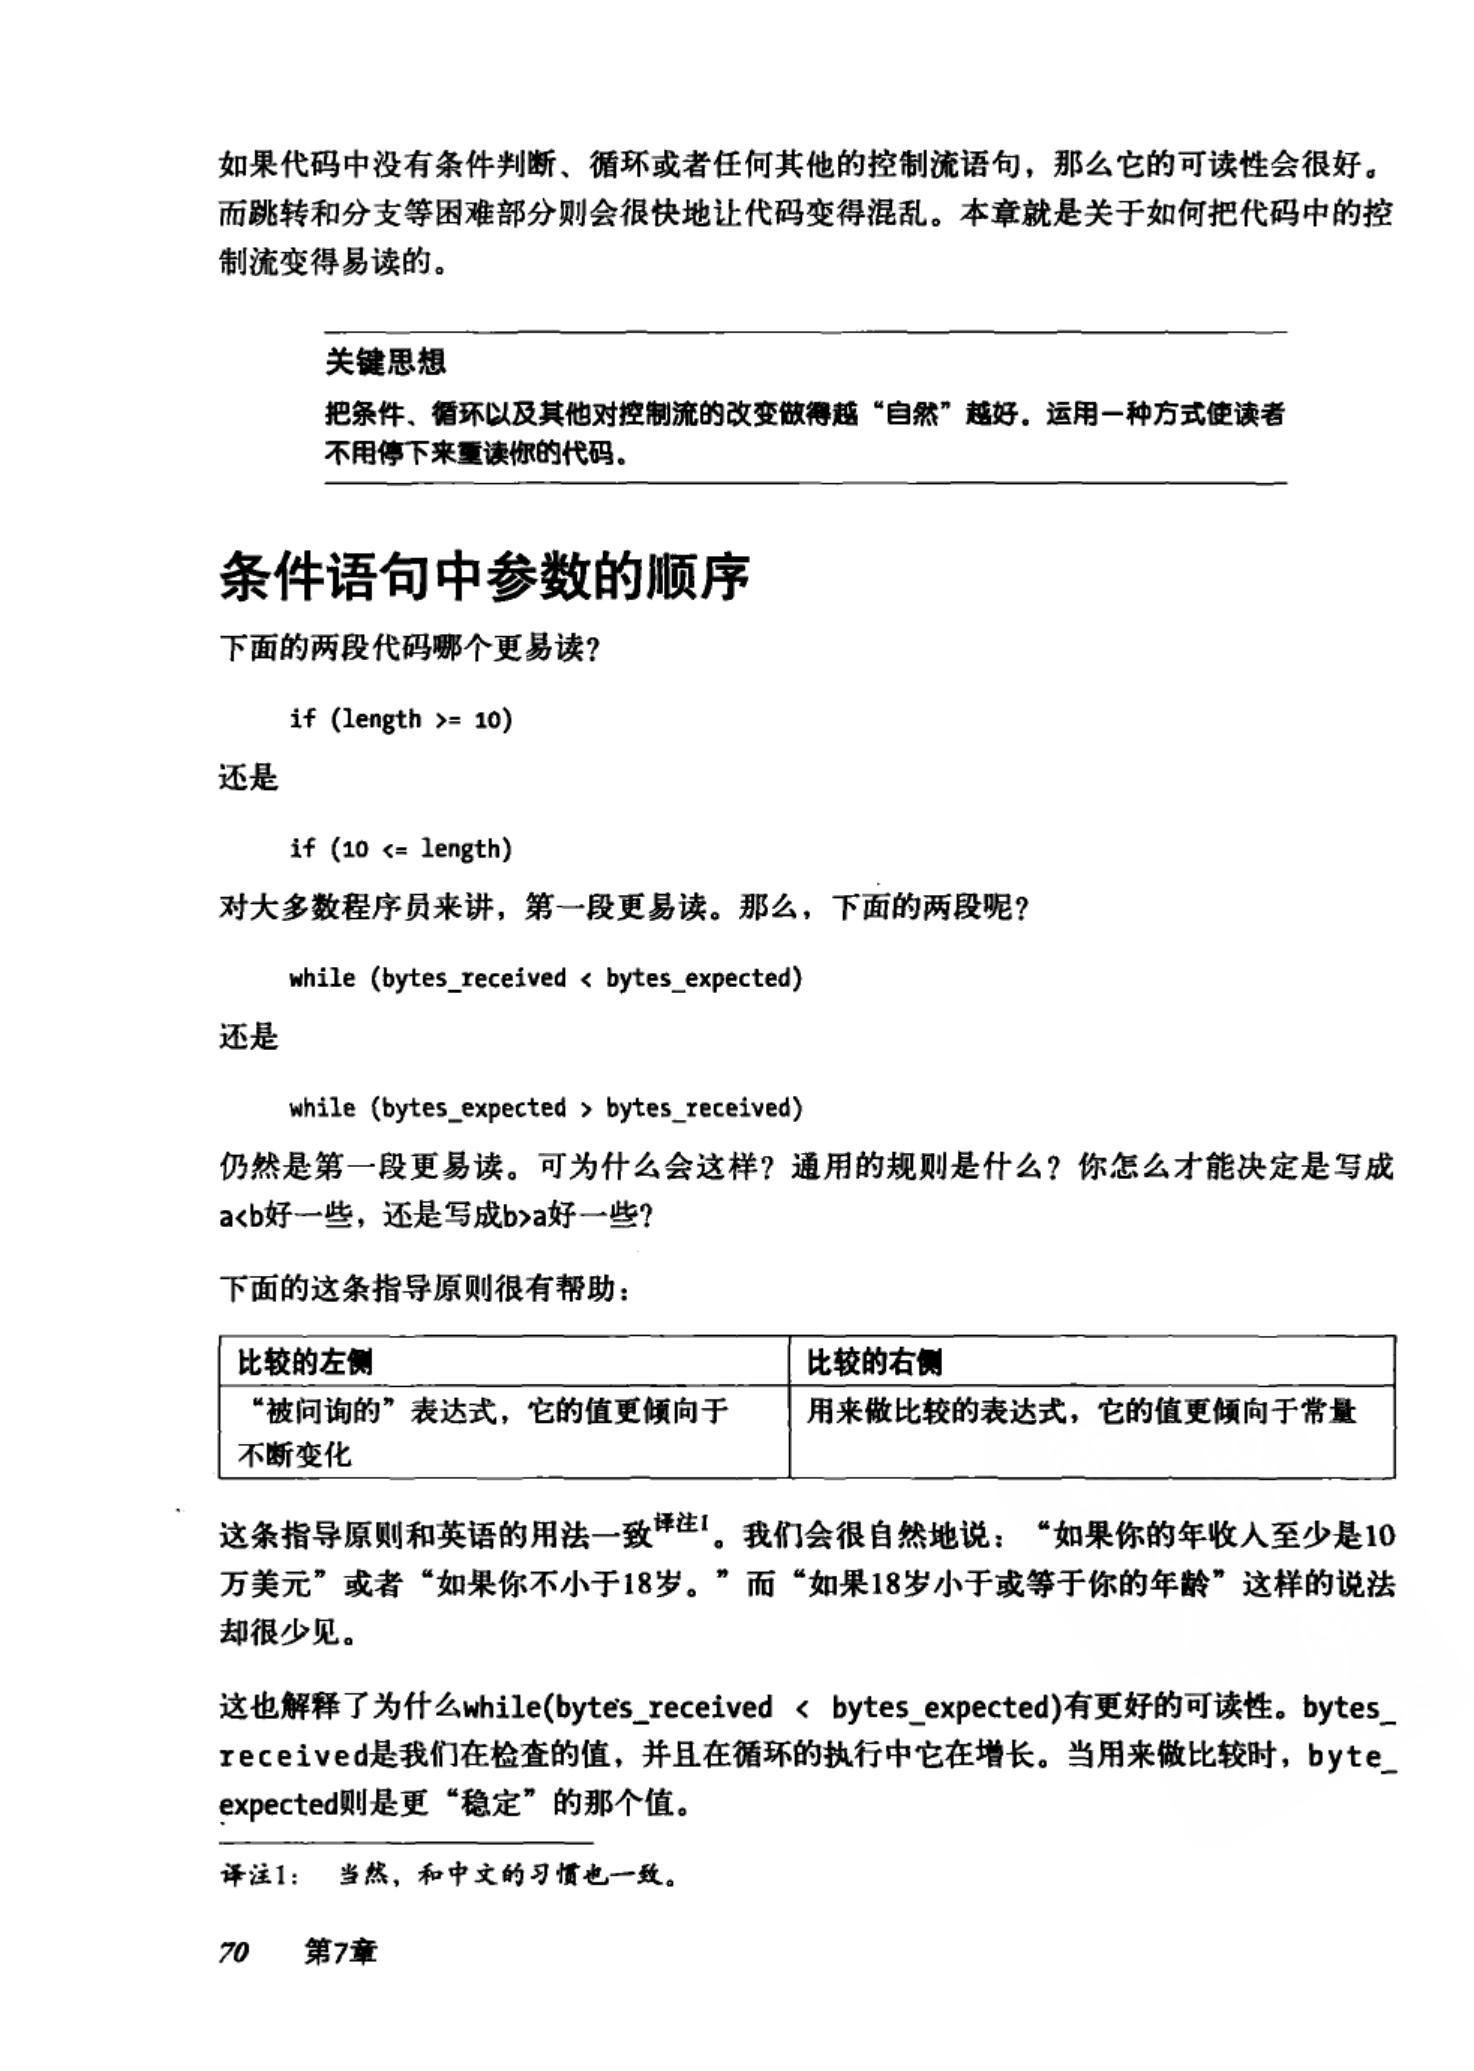 如果代码中没有条件判断、循环或者任何其他的控制流语句，那么它的可读性会很好。
而跳转和分支等困难部分则会很快地让代码变得混乱。本章就是关于如何把代码中的控
制流变得易读的。
关键思想
把条件、循环以及其他对控制流的改变做得越“自然”越好。运用一种方式使读者
不用停下来重读你的代码。
条件语句中参数的顺序
下面的两段代码哪个更易读？
if (length >= 10)
还是
if (10 <= length)
对大多数程序员来讲，第一段更易读。那么，下面的两段呢？
while (bytes_received < bytes_expected)
还是
while (bytes_expected > bytes_received)
仍然是第一段更易读。可为什么会这样？通用的规则是什么？你怎么才能决定是写成
a<b好一些，还是写成b>a好一些？
下面的这条指导原则很有帮助：
比较的左侧 比较的右侧
“被问询的”表达式，它的值更倾向于 用来做比较的表达式，它的值更倾向于常量
不断变化
这条指导原则和英语的用法一致译注1。我们会很自然地说：“如果你的年收入至少是10
万美元”或者“如果你不小于18岁。”而“如果18岁小于或等于你的年龄”这样的说法
却很少见。
这也解释了为什么while(bytes_received < bytes_expected)有更好的可读性。bytes_
received是我们在检查的值，并且在循环的执行中它在增长。当用来做比较时，byte_
expected则是更“稳定”的那个值。
译注1： 当然，和中文的习惯也一致。
70 第7章